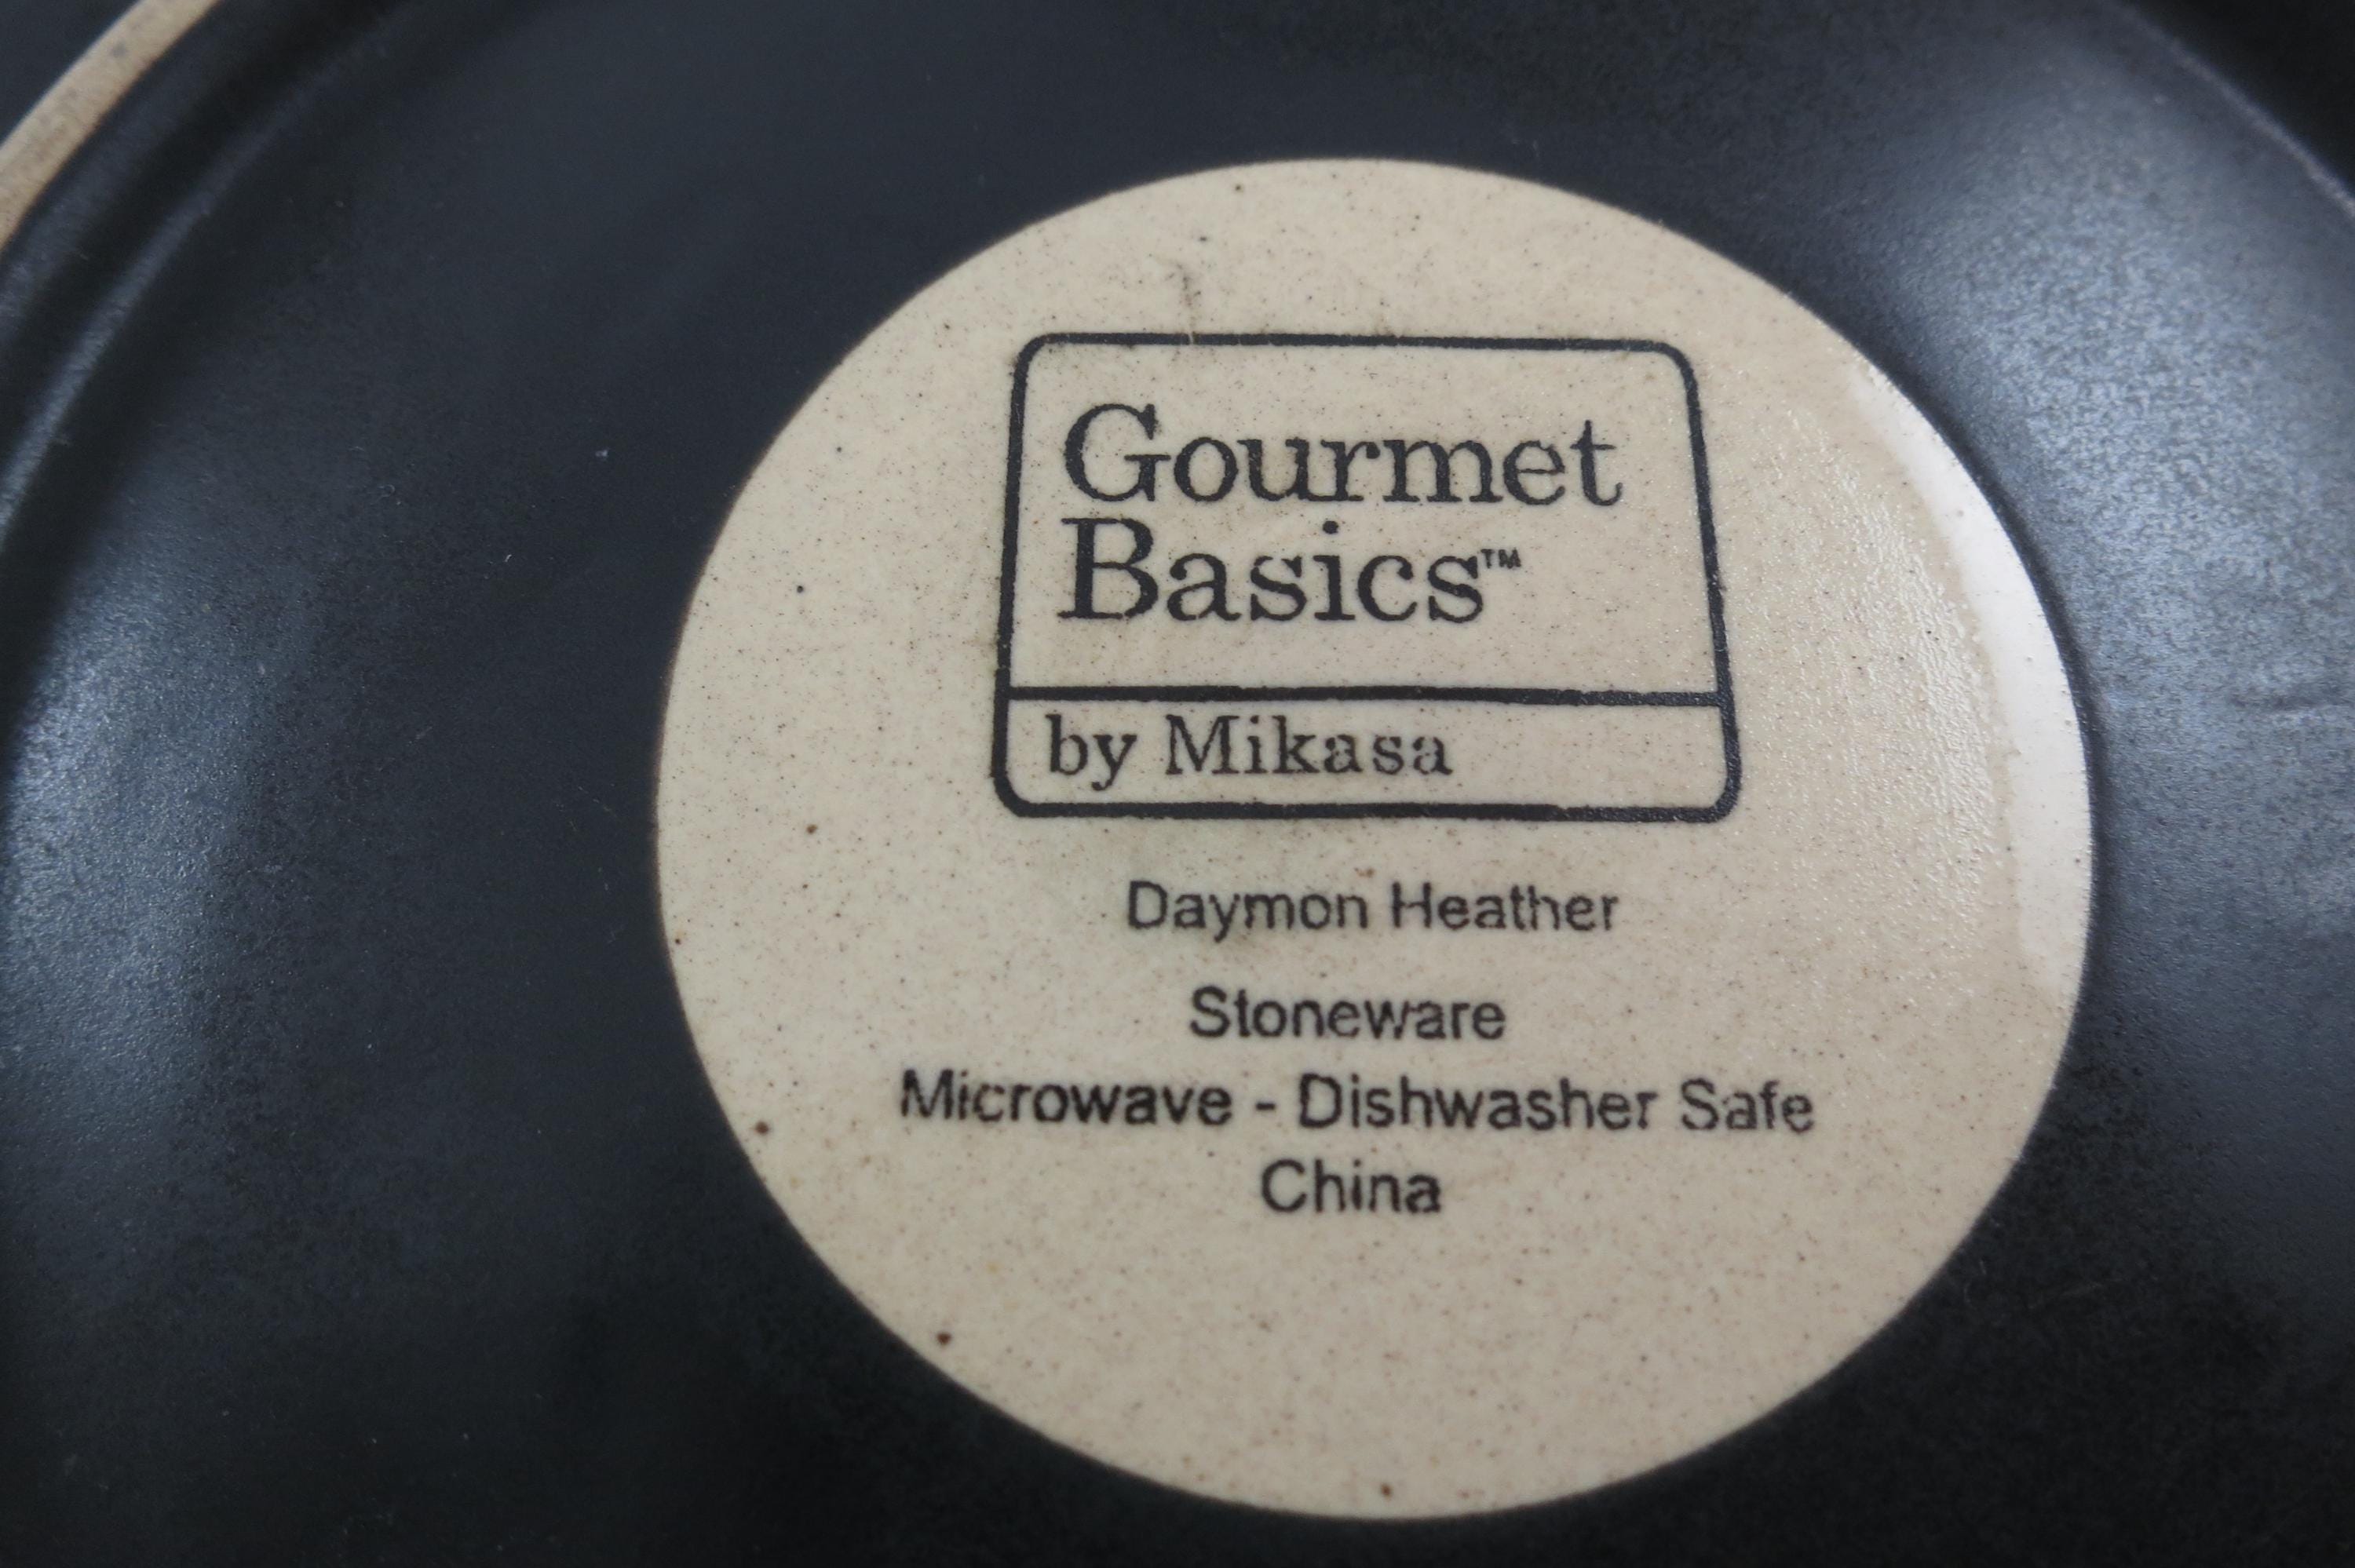 Gourmet
Basics™
by Mikasa
Daymon Heather
Stoneware
Microwave - Dishwasher Safe
China